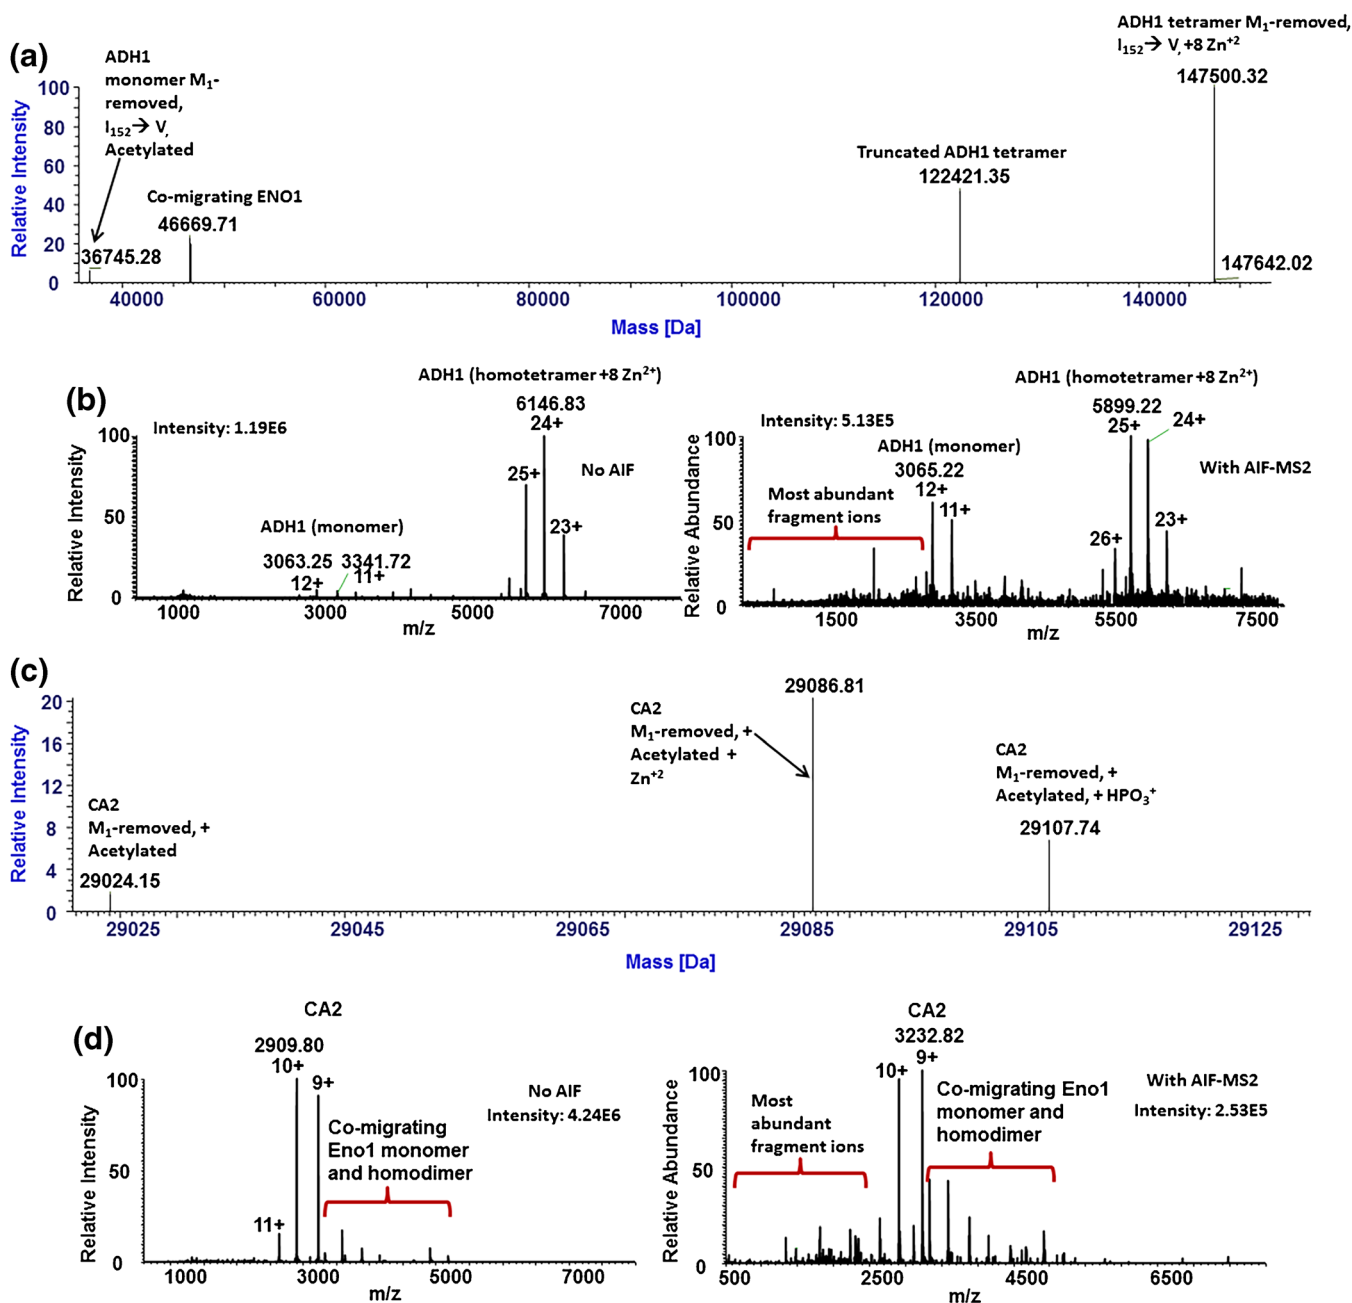 (a)
ADH1
monomer M1-
removed,
I152→ V,
Acetylated
36745.28
Co-migrating ENO1
46669.71
Truncated ADH1 tetramer
122421.35
ADH1 tetramer M1-removed,
I152→ V, +8 Zn+2
147500.32
147642.02
Relative Intensity
100
80
60
40
20
0
40000 60000 80000 100000 120000 140000
Mass [Da]
(b)
ADH1 (homotetramer +8 Zn2+)
6146.83
24+
Intensity: 1.19E6
25+
No AIF
23+
ADH1 (monomer)
3063.25 3341.72
12+ 11+
Relative Intensity
100
50
0
1000 3000 5000 7000
m/z
ADH1 (homotetramer +8 Zn2+)
5899.22
25+ 24+
Intensity: 5.13E5
ADH1 (monomer)
3065.22
12+
11+
With AIF-MS2
Most abundant
fragment ions
26+
23+
Relative Abundance
100
50
0
1500 3500 5500 7500
m/z
(c)
29086.81
CA2
M1-removed, +
Acetylated +
Zn+2
CA2
M1-removed, +
Acetylated, + HPO3+
29107.74
CA2
M1-removed, +
Acetylated
29024.15
Relative Intensity
20
16
12
8
4
0
29025 29045 29065 29085 29105 29125
Mass [Da]
(d)
CA2
2909.80
10+
9+
No AIF
Intensity: 4.24E6
Co-migrating
Eno1 monomer
and homodimer
11+
Relative Intensity
100
50
0
1000 3000 5000 7000
m/z
CA2
3232.82
9+
10+
With AIF-MS2
Intensity: 2.53E5
Co-migrating Eno1
monomer and
homodimer
Most
abundant
fragment ions
Relative Abundance
100
50
0
500 2500 4500 6500
m/z